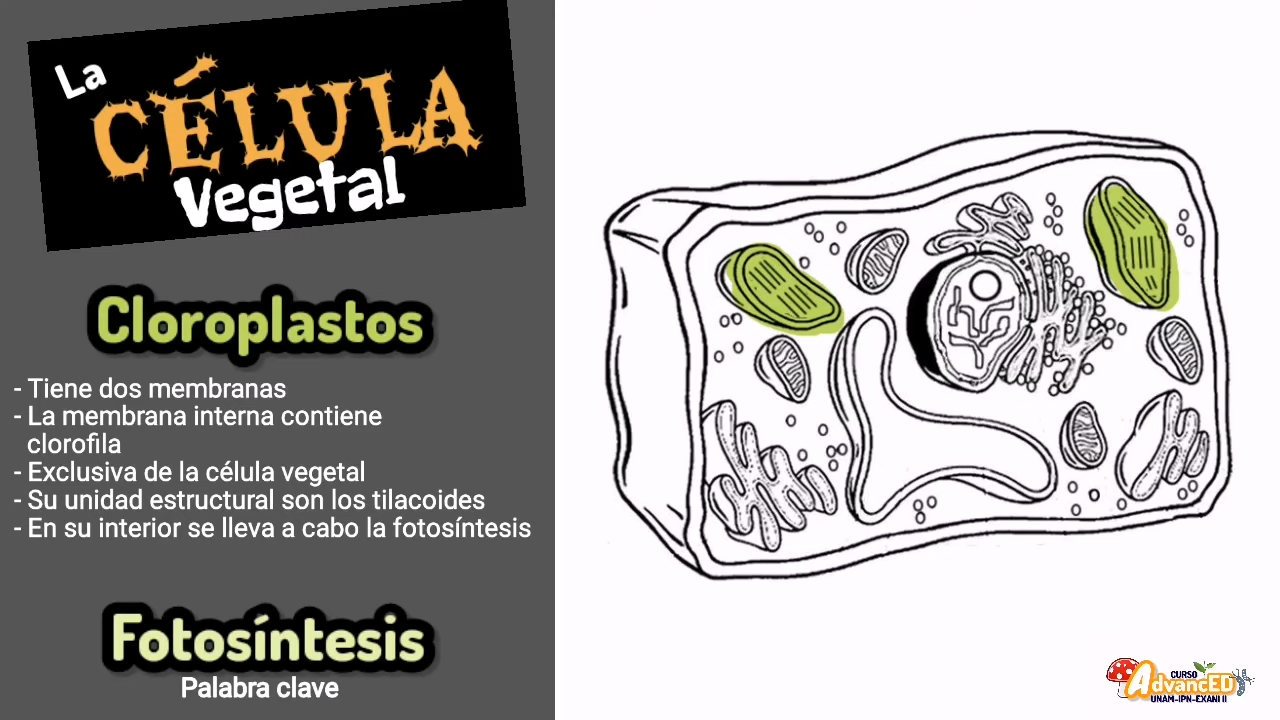 La
CÉLULA
Vegetal
Cloroplastos
- Tiene dos membranas
- La membrana interna contiene
clorofila
- Exclusiva de la célula vegetal
- Su unidad estructural son los tilacoides
- En su interior se lleva a cabo la fotosíntesis
Fotosíntesis
Palabra clave
CURSO
AdvancED
UNAM-IPN-EXANI II